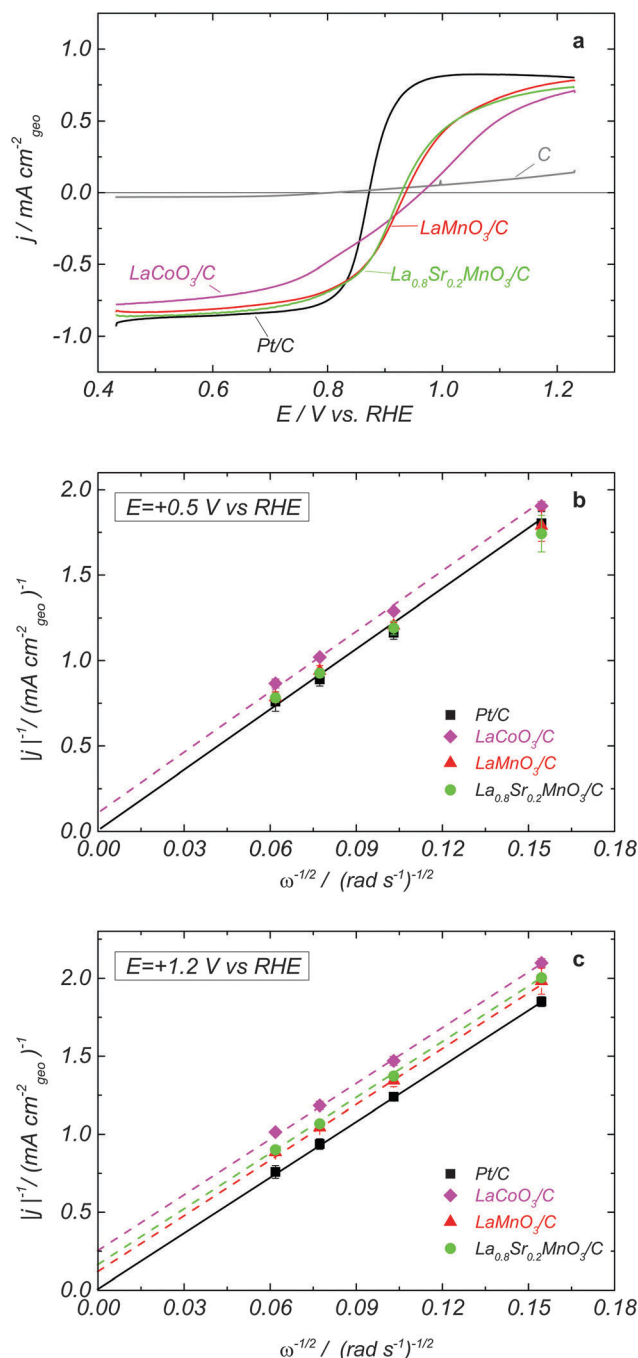 a
1.0
0.5
0.0
-0.5
-1.0
j / mA cm⁻²geo
C
LaMnO₃/C
LaCoO₃/C
La₀.₈Sr₀.₂MnO₃/C
Pt/C
0.4 0.6 0.8 1.0 1.2
E / V vs. RHE
b
E=+0.5 V vs RHE
2.0
1.5
1.0
0.5
0.0
|j|⁻¹/(mA cm⁻²geo)⁻¹
Pt/C
LaCoO₃/C
LaMnO₃/C
La₀.₈Sr₀.₂MnO₃/C
0.00 0.03 0.06 0.09 0.12 0.15 0.18
ω⁻¹/² / (rad s⁻¹)⁻¹/²
c
E=+1.2 V vs RHE
2.0
1.5
1.0
0.5
0.0
|j|⁻¹/(mA cm⁻²geo)⁻¹
Pt/C
LaCoO₃/C
LaMnO₃/C
La₀.₈Sr₀.₂MnO₃/C
0.00 0.03 0.06 0.09 0.12 0.15 0.18
ω⁻¹/² / (rad s⁻¹)⁻¹/²